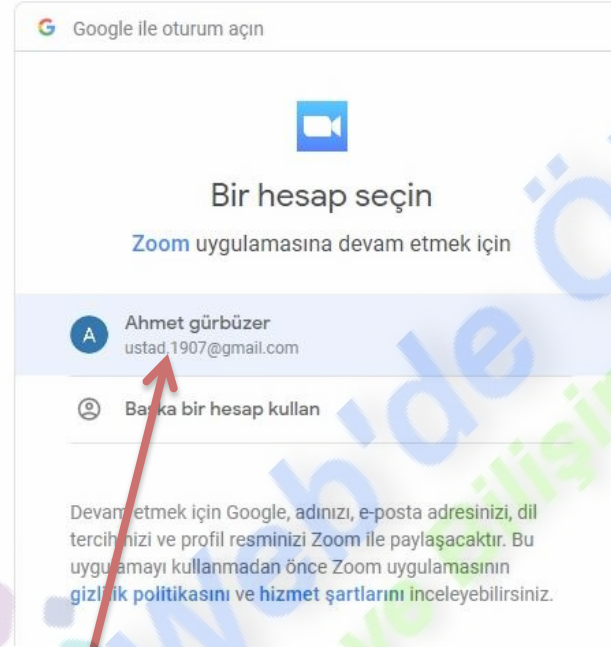 Google ile oturum açın
Bir hesap seçin
Zoom uygulamasına devam etmek için
A
Ahmet gürbüzer
ustad.1907@gmail.com
Başka bir hesap kullan
Devam etmek için Google, adınızı, e-posta adresinizi, dil
tercihinizi ve profil resminizi Zoom ile paylaşacaktır. Bu
uygulamayı kullanmadan önce Zoom uygulamasının
gizlilik politikasını ve hizmet şartlarını inceleyebilirsiniz.
Web'de